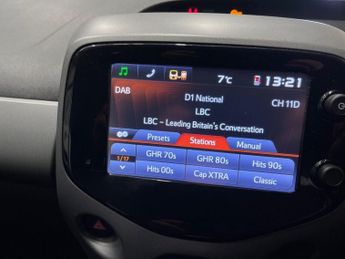 7°C
13:21
DAB
D1 National
CH 11D
LBC
LBC ~ Leading Britain's Conversation
Presets
Stations
Manual
1/17
GHR 70s
GHR 80s
Hits 90s
Hits 00s
Cap XTRA
Classic